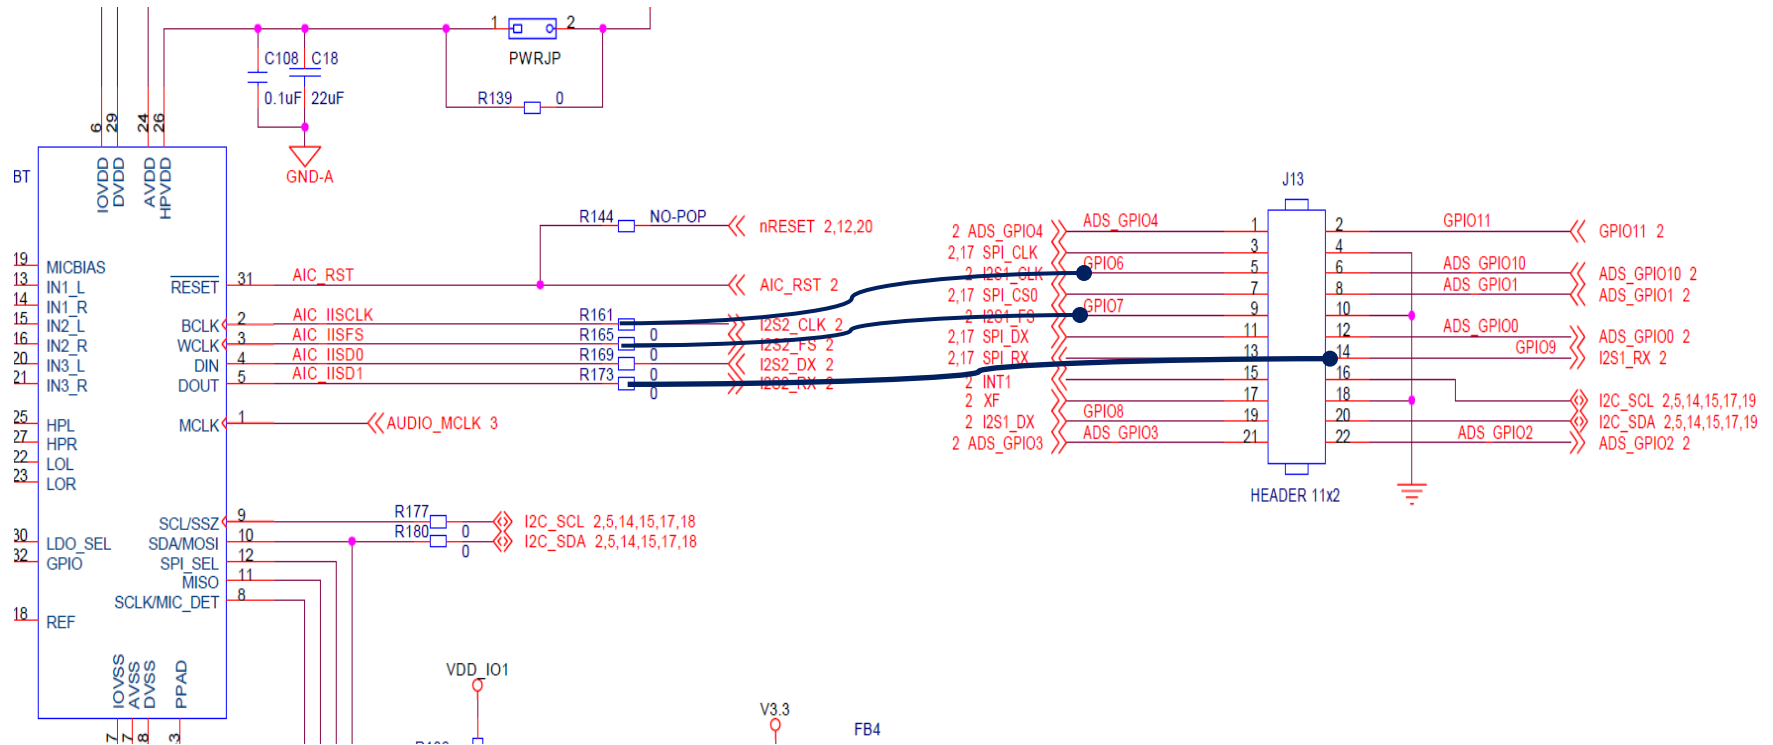 1 2
C108 C18
PWRJP
0.1uF 22uF
R139 0
6 29 24 26
GND-A
BT
IOVDD DVDD AVDD HPVDD
J13
R144 NO-POP
nRESET 2,12,20
2 ADS_GPIO4 ADS_GPIO4 1 2 GPIO11 GPIO11 2
2,17 SPI_CLK 3 4
19 MICBIAS
13 IN1_L
14 IN1_R
15 IN2_L
16 IN2_R
20 IN3_L
21 IN3_R
RESET 31 AIC_RST AIC_RST 2
BCLK 2 AIC_IISCLK R161 I2S2_CLK 2
WCLK 3 AIC_IISFS R165 0 I2S2_FS 2
DIN 4 AIC_IISD0 R169 0 I2S2_DX 2
DOUT 5 AIC_IISD1 R173 0 I2S2_RX 2
0
2 I2S1_CLK GPIO6 5 6 ADS_GPIO10 ADS_GPIO10 2
2,17 SPI_CS0 7 8 ADS_GPIO1 ADS_GPIO1 2
2 I2S1_FS GPIO7 9 10
2,17 SPI_DX 11 12 ADS_GPIO0 ADS_GPIO0 2
2,17 SPI_RX 13 14 GPIO9 I2S1_RX 2
2 INT1 15 16
2 XF 17 18 I2C_SCL 2,5,14,15,17,19
2 I2S1_DX GPIO8 19 20 I2C_SDA 2,5,14,15,17,19
2 ADS_GPIO3 ADS_GPIO3 21 22 ADS_GPIO2 ADS_GPIO2 2
HEADER 11x2
MCLK 1 AUDIO_MCLK 3
25 HPL
27 HPR
22 LOL
23 LOR
SCL/SSZ 9 R177 I2C_SCL 2,5,14,15,17,18
30 LDO_SEL SDA/MOSI 10 R180 0 I2C_SDA 2,5,14,15,17,18
0
32 GPIO SPI_SEL 12
MISO 11
SCLK/MIC_DET 8
18 REF
IOVSS AVSS DVSS PPAD
7 7 8 3
VDD_IO1
V3.3
FB4